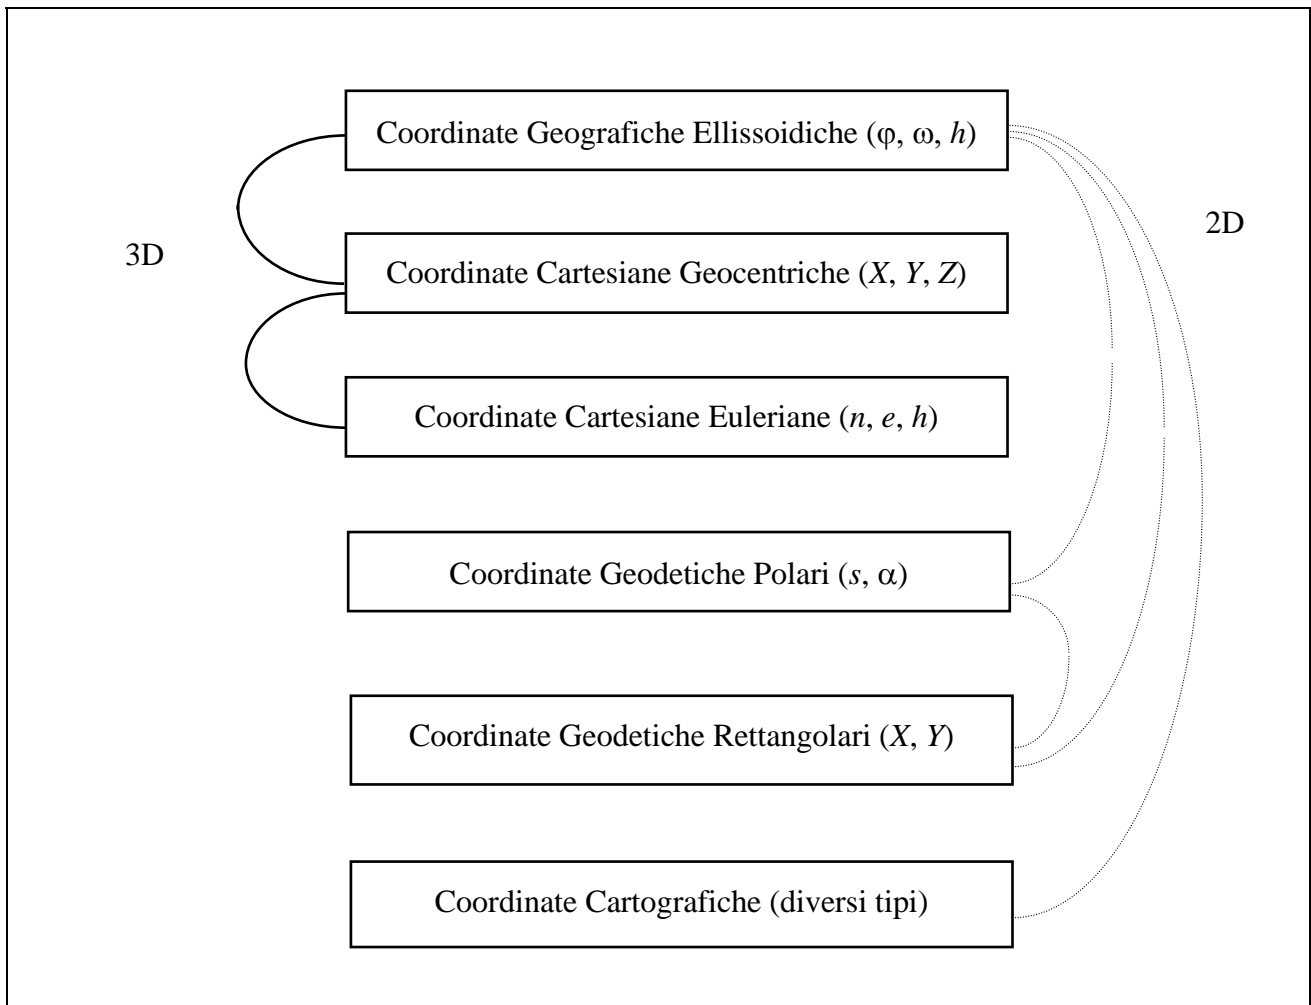 Coordinate Geografiche Ellissoidiche (φ, ω, h)
2D
3D
Coordinate Cartesiane Geocentriche (X, Y, Z)
Coordinate Cartesiane Euleriane (n, e, h)
Coordinate Geodetiche Polari (s, α)
Coordinate Geodetiche Rettangolari (X, Y)
Coordinate Cartografiche (diversi tipi)